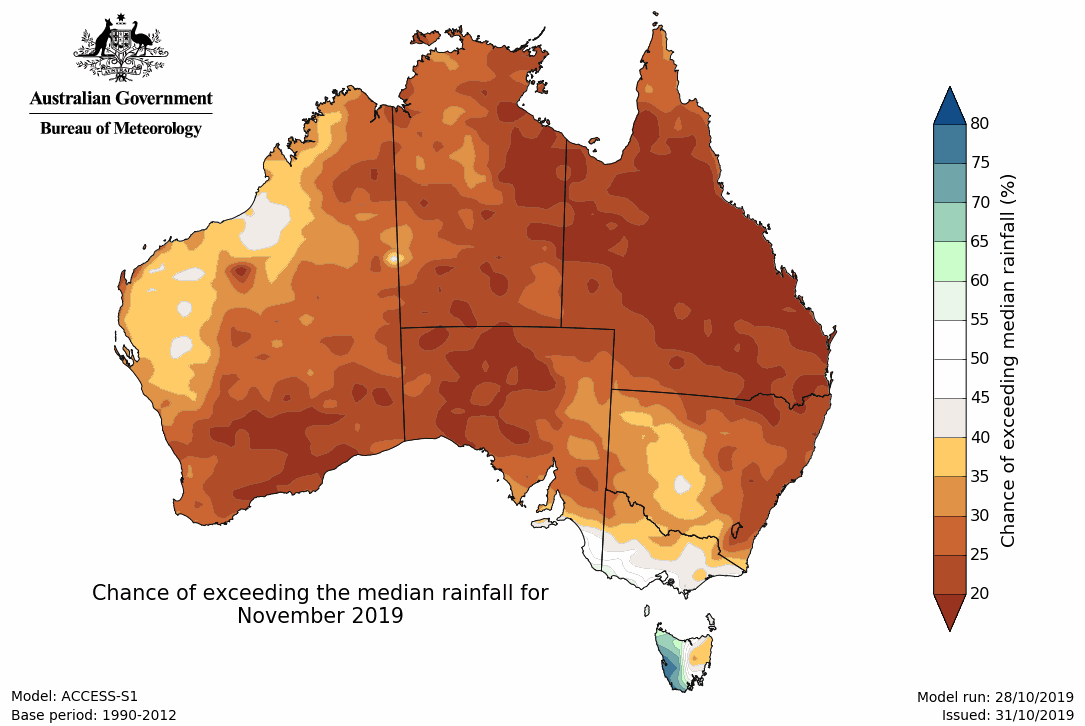 Australian Government
Bureau of Meteorology
80
75
70
65
60
55
50
45
40
35
30
25
20
Chance of exceeding median rainfall (%)
Chance of exceeding the median rainfall for
November 2019
Model: ACCESS-S1
Base period: 1990-2012
Model run: 28/10/2019
Issued: 31/10/2019